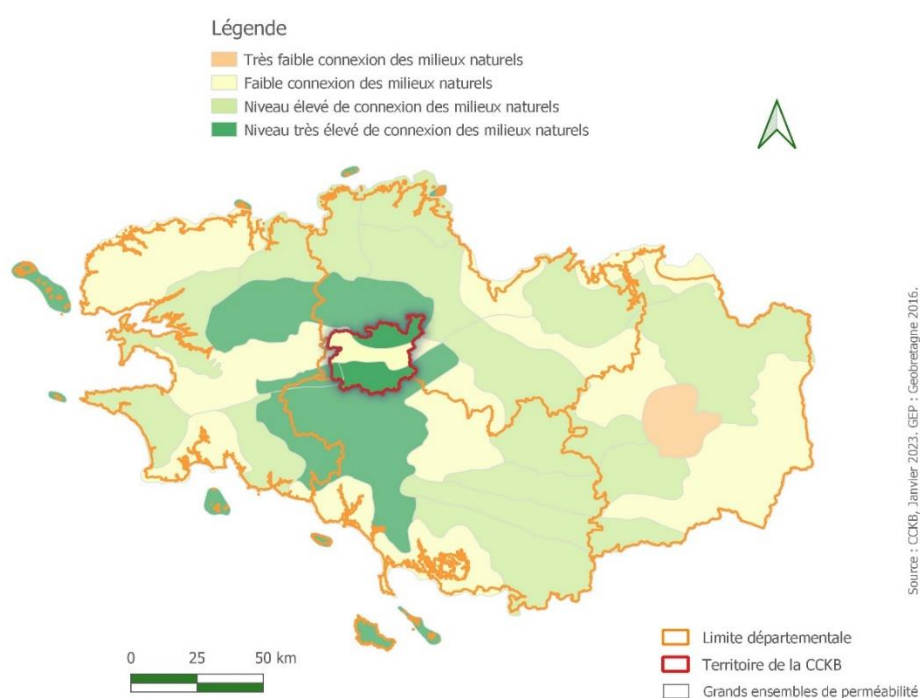 Légende
Très faible connexion des milieux naturels
Faible connexion des milieux naturels
Niveau élevé de connexion des milieux naturels
Niveau très élevé de connexion des milieux naturels
Source : CCKB, Janvier 2023. GEP : Geobretagne 2016.
0 25 50 km
Limite départementale
Territoire de la CCKB
Grands ensembles de perméabilité